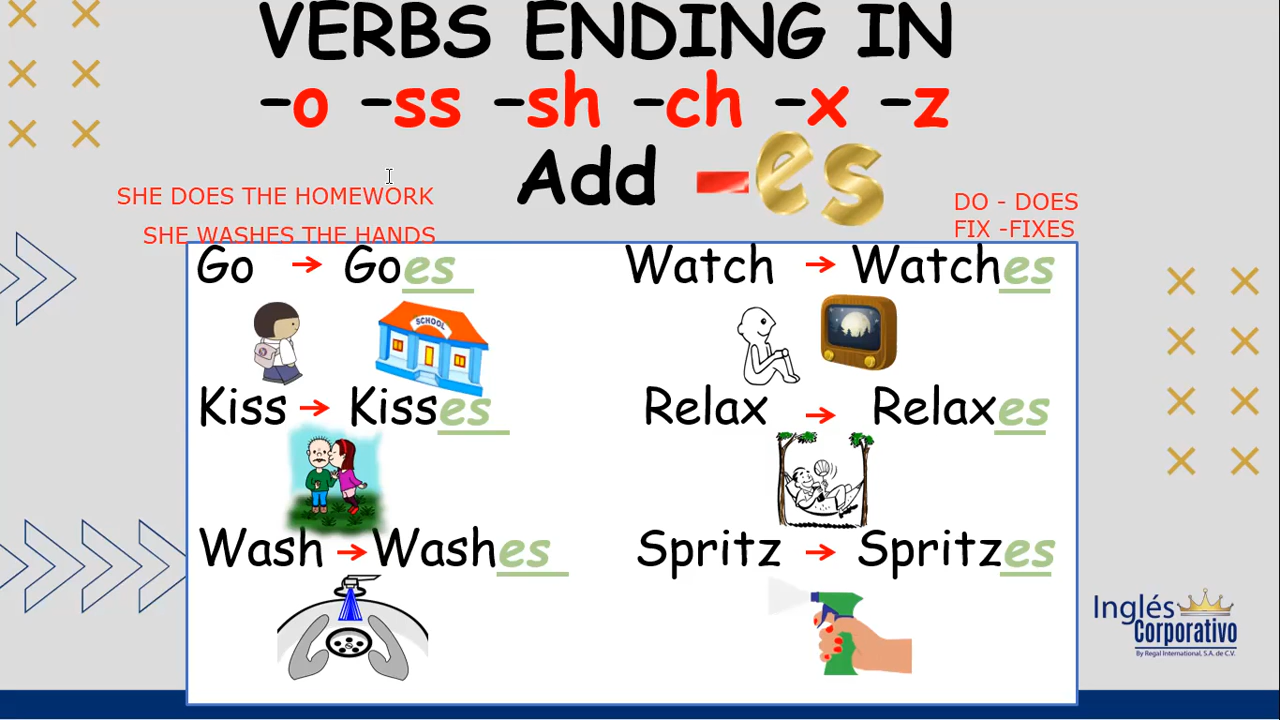 VERBS ENDING IN
-o -ss -sh -ch -x -z
Add -es
SHE DOES THE HOMEWORK
SHE WASHES THE HANDS
DO - DOES
FIX -FIXES
Go → Goes
Watch → Watches
SCHOOL
Kiss → Kisses
Relax → Relaxes
Wash → Washes
Spritz → Spritzes
Inglés
Corporativo
By Regal International, S.A. de C.V.